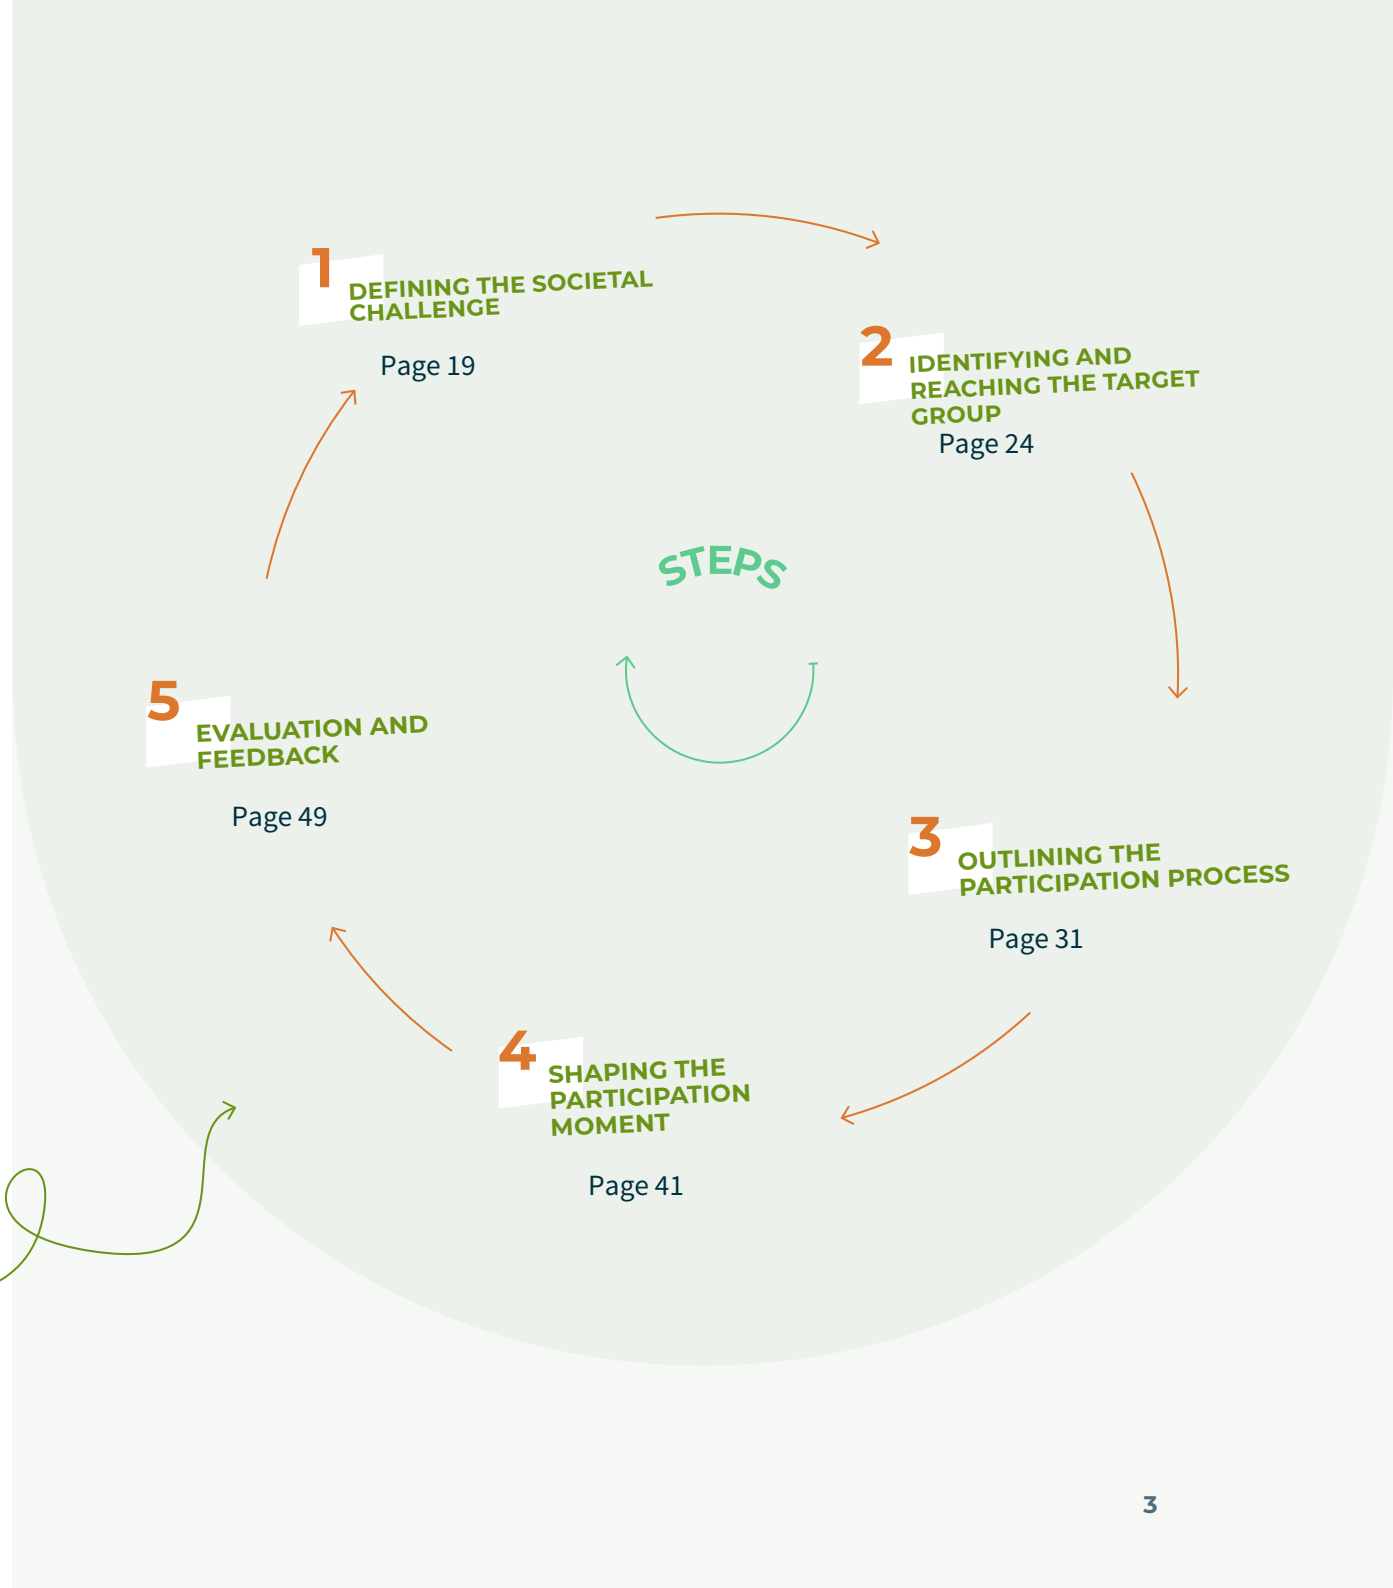 1
DEFINING THE SOCIETAL
CHALLENGE
Page 19
2
IDENTIFYING AND
REACHING THE TARGET
GROUP
Page 24
STEPS
3
OUTLINING THE
PARTICIPATION PROCESS
Page 31
4
SHAPING THE
PARTICIPATION
MOMENT
Page 41
5
EVALUATION AND
FEEDBACK
Page 49
3